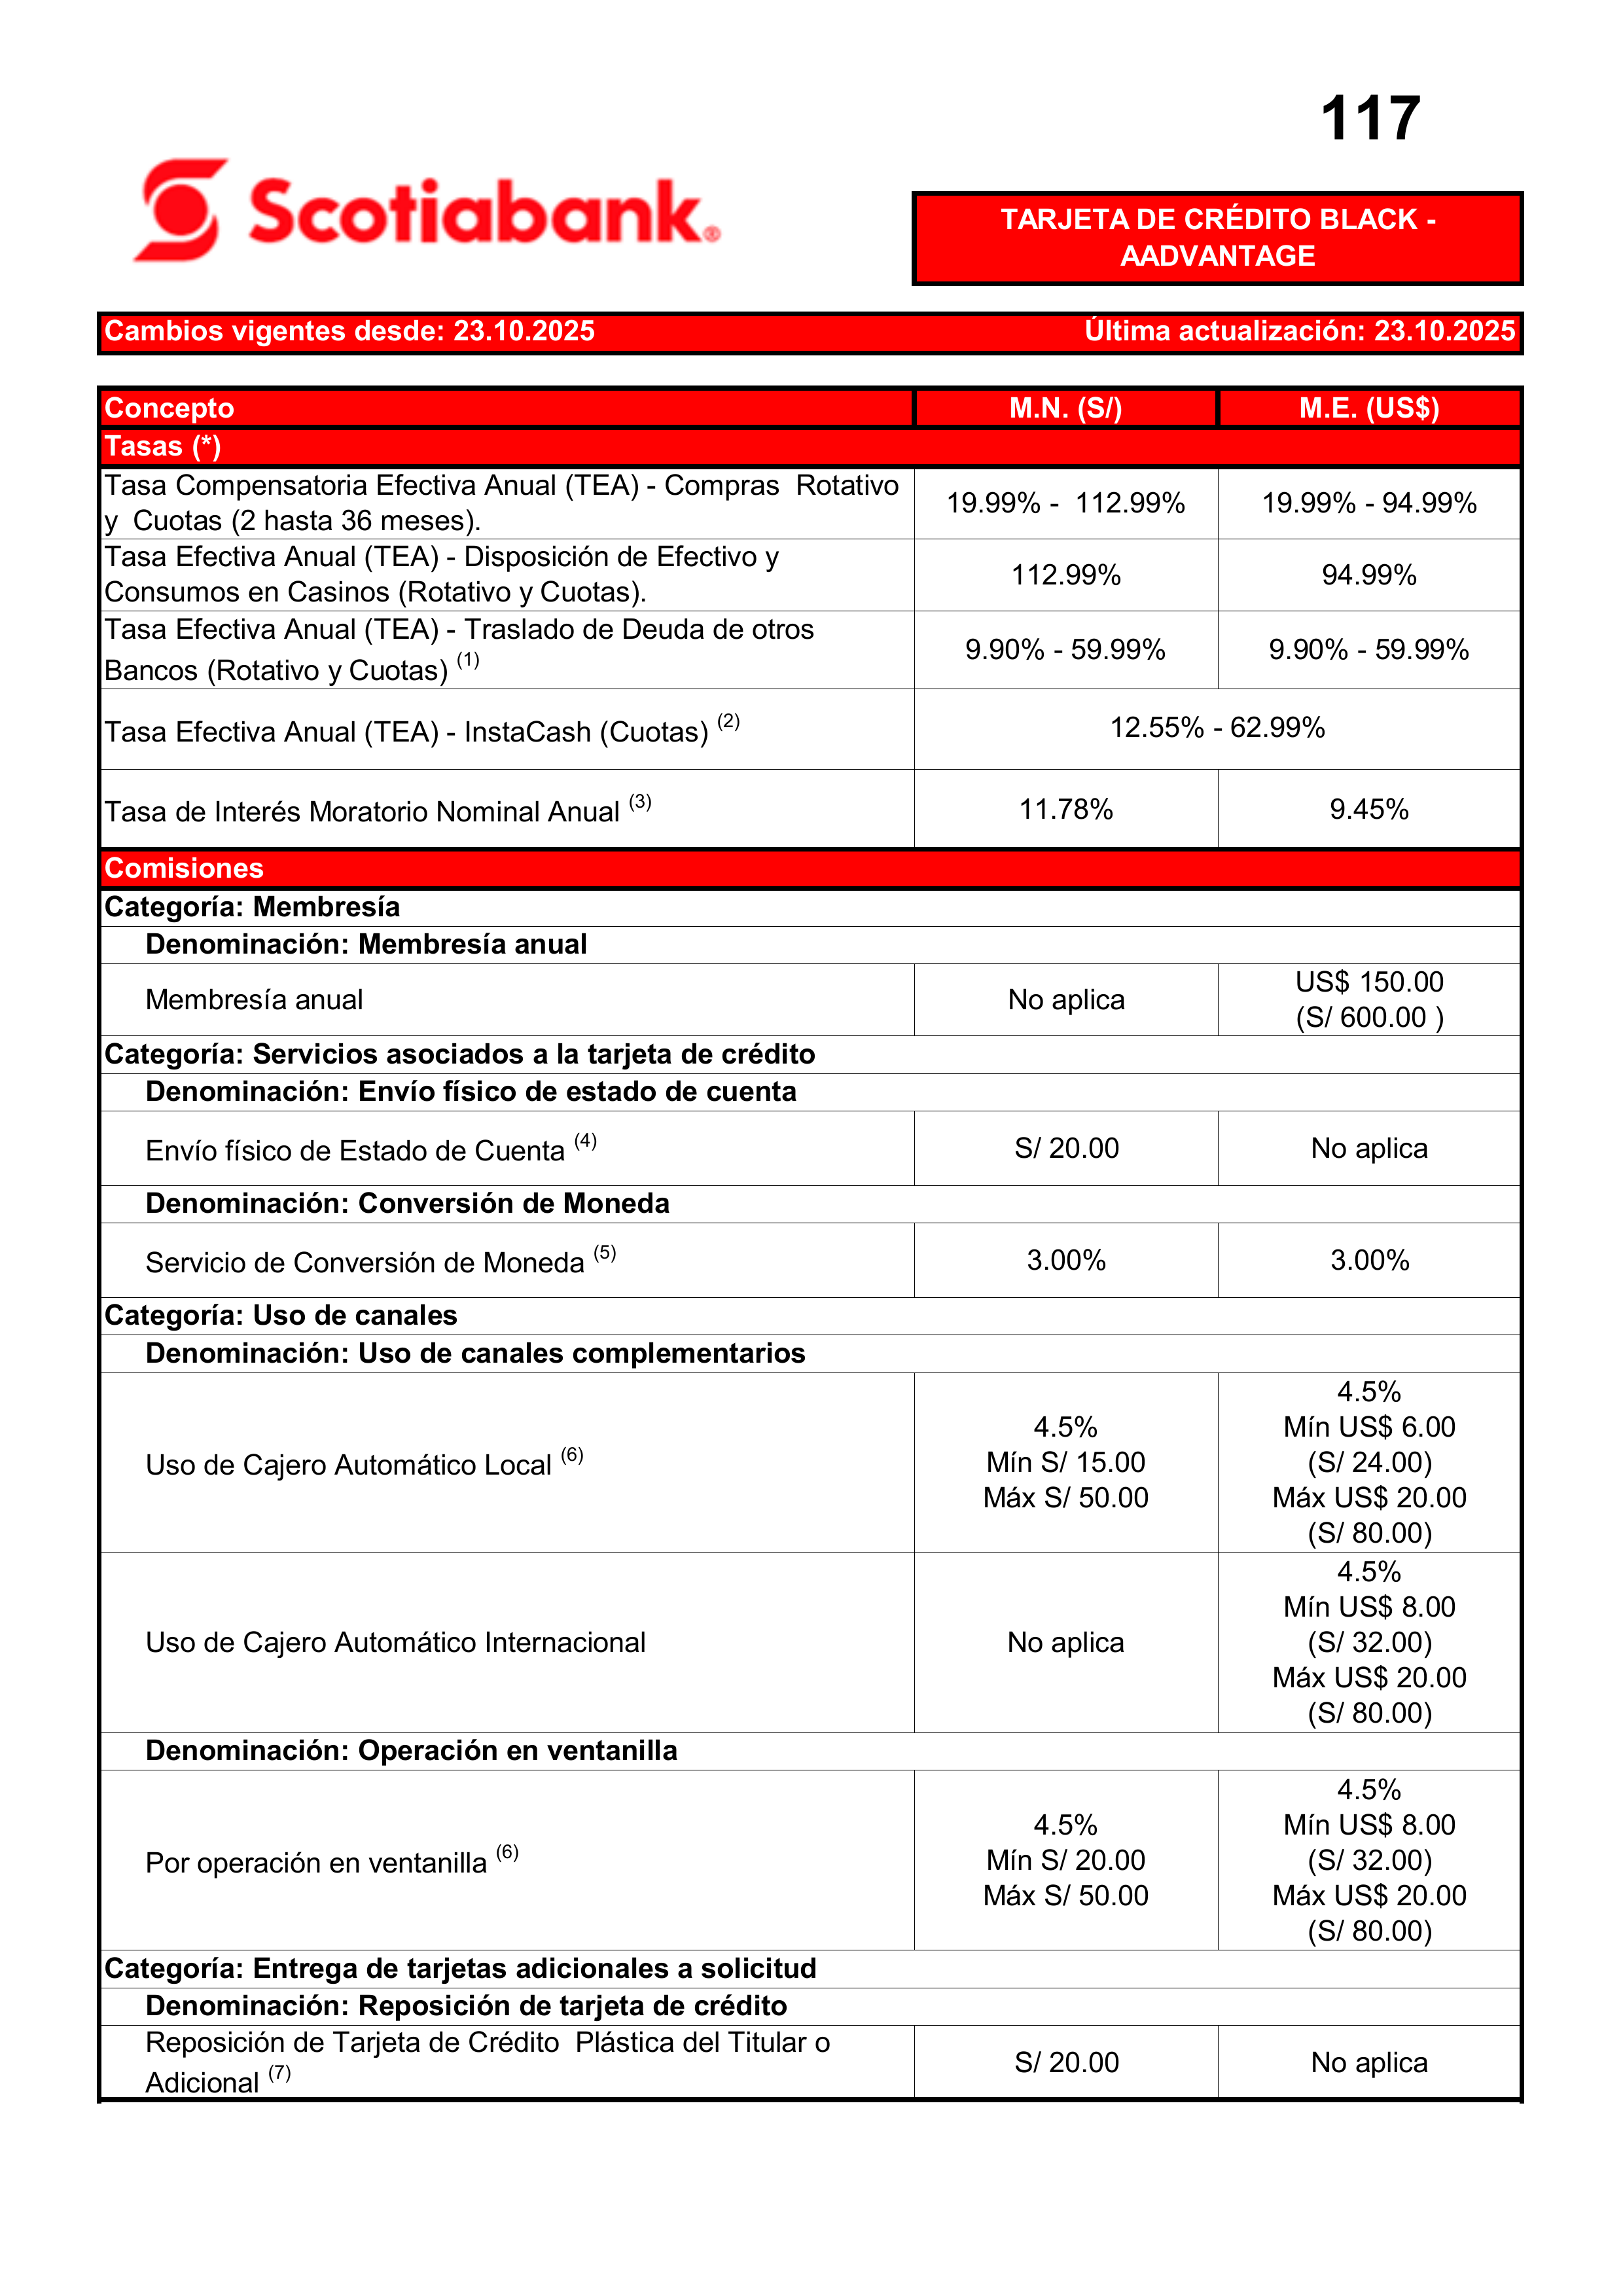 117
Scotiabank®
TARJETA DE CRÉDITO BLACK -
AADVANTAGE
Cambios vigentes desde: 23.10.2025 Última actualización: 23.10.2025
Concepto M.N. (S/) M.E. (US$)
Tasas (*)
Tasa Compensatoria Efectiva Anual (TEA) - Compras Rotativo
y Cuotas (2 hasta 36 meses).
19.99% - 112.99% 19.99% - 94.99%
Tasa Efectiva Anual (TEA) - Disposición de Efectivo y
Consumos en Casinos (Rotativo y Cuotas).
112.99% 94.99%
Tasa Efectiva Anual (TEA) - Traslado de Deuda de otros
Bancos (Rotativo y Cuotas) (1)
9.90% - 59.99% 9.90% - 59.99%
Tasa Efectiva Anual (TEA) - InstaCash (Cuotas) (2) 12.55% - 62.99%
Tasa de Interés Moratorio Nominal Anual (3) 11.78% 9.45%
Comisiones
Categoría: Membresía
Denominación: Membresía anual
Membresía anual No aplica
US$ 150.00
(S/ 600.00 )
Categoría: Servicios asociados a la tarjeta de crédito
Denominación: Envío físico de estado de cuenta
Envío físico de Estado de Cuenta (4) S/ 20.00 No aplica
Denominación: Conversión de Moneda
Servicio de Conversión de Moneda (5) 3.00% 3.00%
Categoría: Uso de canales
Denominación: Uso de canales complementarios
Uso de Cajero Automático Local (6)
4.5%
Mín S/ 15.00
Máx S/ 50.00
4.5%
Mín US$ 6.00
(S/ 24.00)
Máx US$ 20.00
(S/ 80.00)
Uso de Cajero Automático Internacional No aplica
4.5%
Mín US$ 8.00
(S/ 32.00)
Máx US$ 20.00
(S/ 80.00)
Denominación: Operación en ventanilla
Por operación en ventanilla (6)
4.5%
Mín S/ 20.00
Máx S/ 50.00
4.5%
Mín US$ 8.00
(S/ 32.00)
Máx US$ 20.00
(S/ 80.00)
Categoría: Entrega de tarjetas adicionales a solicitud
Denominación: Reposición de tarjeta de crédito
Reposición de Tarjeta de Crédito Plástica del Titular o
Adicional (7)
S/ 20.00 No aplica